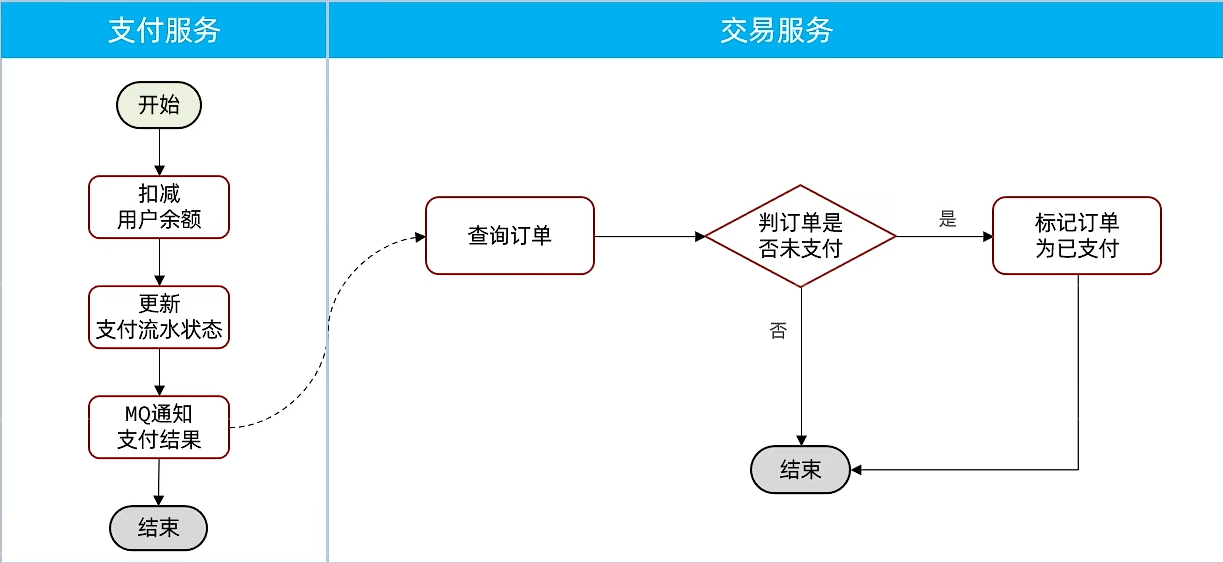 支付服务
交易服务
开始
扣减
用户余额
更新
支付流水状态
MQ通知
支付结果
结束
查询订单
判订单是
否未支付
是
标记订单
为已支付
否
结束